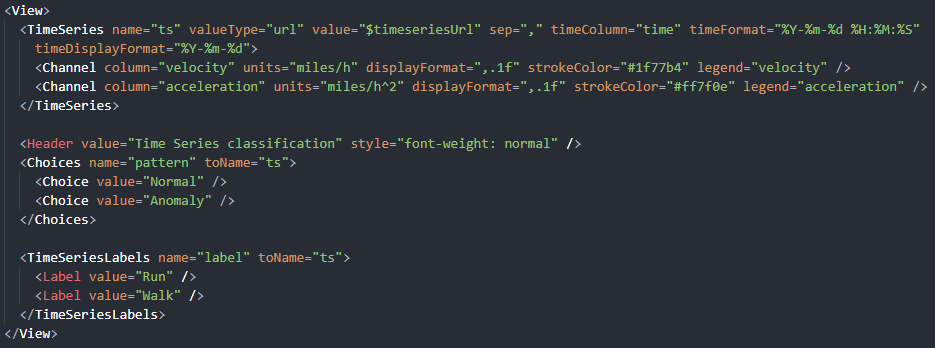 <View>
  <TimeSeries name="ts" valueType="url" value="$timeseriesUrl" sep="," timeColumn="time" timeFormat="%Y-%m-%d %H:%M:%S"
    timeDisplayFormat="%Y-%m-%d">
    <Channel column="velocity" units="miles/h" displayFormat=",.1f" strokeColor="#1f77b4" legend="velocity" />
    <Channel column="acceleration" units="miles/h^2" displayFormat=",.1f" strokeColor="#ff7f0e" legend="acceleration" />
  </TimeSeries>

  <Header value="Time Series classification" style="font-weight: normal" />
  <Choices name="pattern" toName="ts">
    <Choice value="Normal" />
    <Choice value="Anomaly" />
  </Choices>

  <TimeSeriesLabels name="label" toName="ts">
    <Label value="Run" />
    <Label value="Walk" />
  </TimeSeriesLabels>
</View>